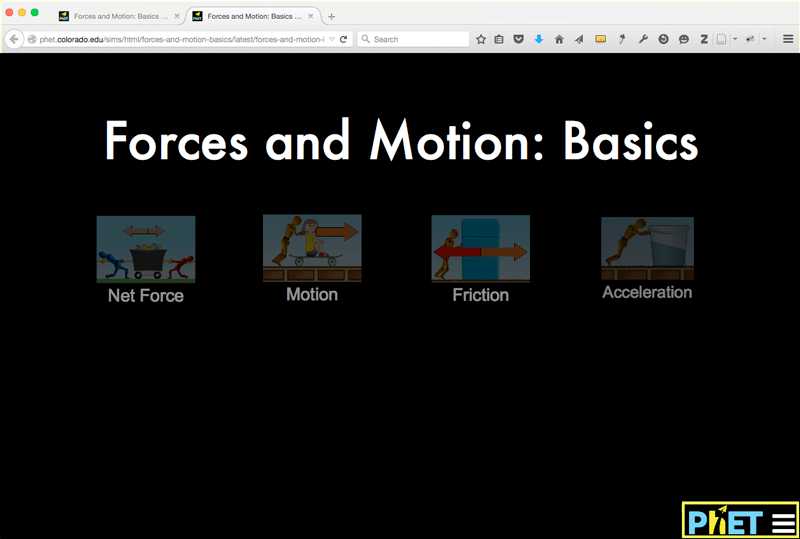 Forces and Motion: Basics ...
Forces and Motion: Basics ...
phet.colorado.edu/sims/html/forces-and-motion-basics/latest/forces-and-motion-l
Search
Forces and Motion: Basics
Net Force
Motion
Friction
Acceleration
PhET